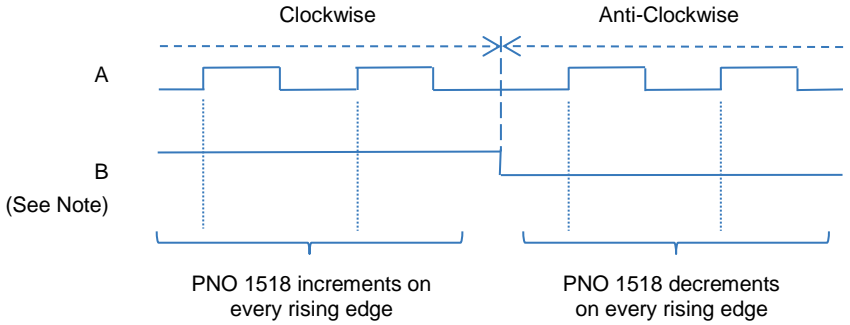 Clockwise
Anti-Clockwise
A
B
(See Note)
PNO 1518 increments on
every rising edge
PNO 1518 decrements
on every rising edge